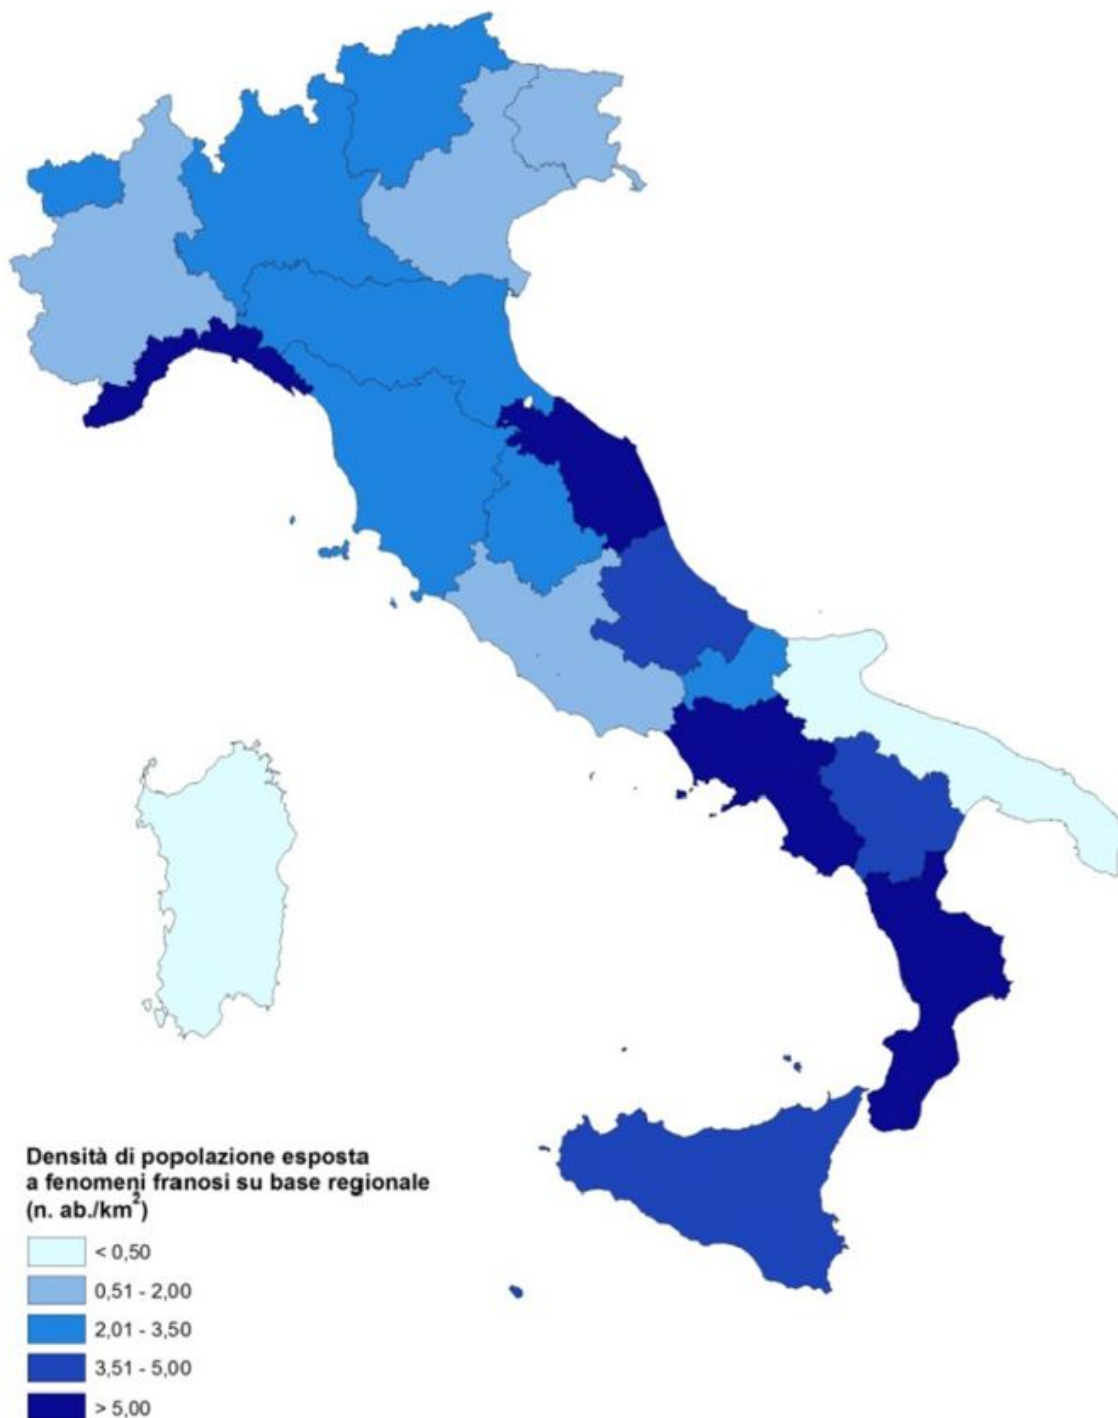 Densità di popolazione esposta
a fenomeni franosi su base regionale
(n. ab./km²)
< 0,50
0,51 - 2,00
2,01 - 3,50
3,51 - 5,00
> 5,00